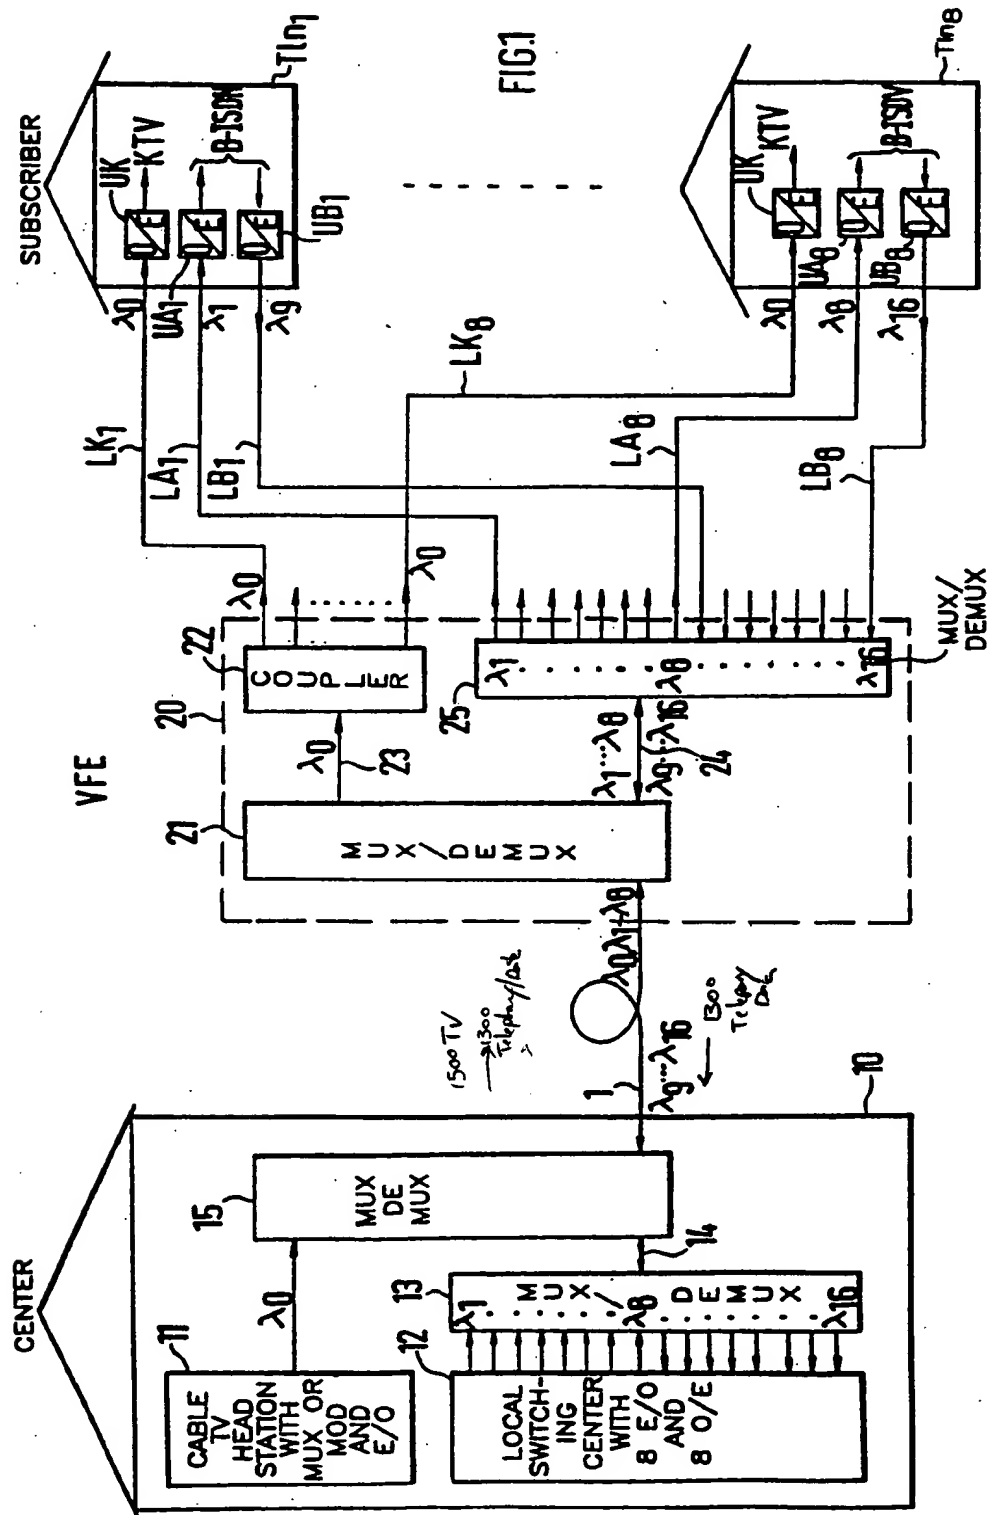 FIG.1
CENTER
10
11
CABLE
TV
HEAD
STATION
WITH
MUX OR
MOD
AND
E/O
λ0
12
LOCAL
SWITCH-
ING
CENTER
WITH
8 E/O
AND
8 O/E
13
λ1
MUX/DEMUX
λ8
λ16
14
15
MUX
DE
MUX
1
λ9...λ16
1500 TV
1300
Telephony/Data
1300
Telephony
Data
λ0,λ1÷λ8
VFE
20
21
MUX/DEMUX
λ0
23
22
COUPLER
λ0
λ0
λ1...λ8
λ9...λ16
24
25
λ1
λ8
λ16
MUX/
DEMUX
LK1
LA1
LB1
LK8
LA8
LB8
SUBSCRIBER
Tln1
λ0
UK
O/E
KTV
UA1
λ1
O/E
B-ISDN
λ9
O/E
UB1
Tln8
λ0
UK
O/E
KTV
UA8
λ8
O/E
B-ISDN
UB8
λ16
O/E